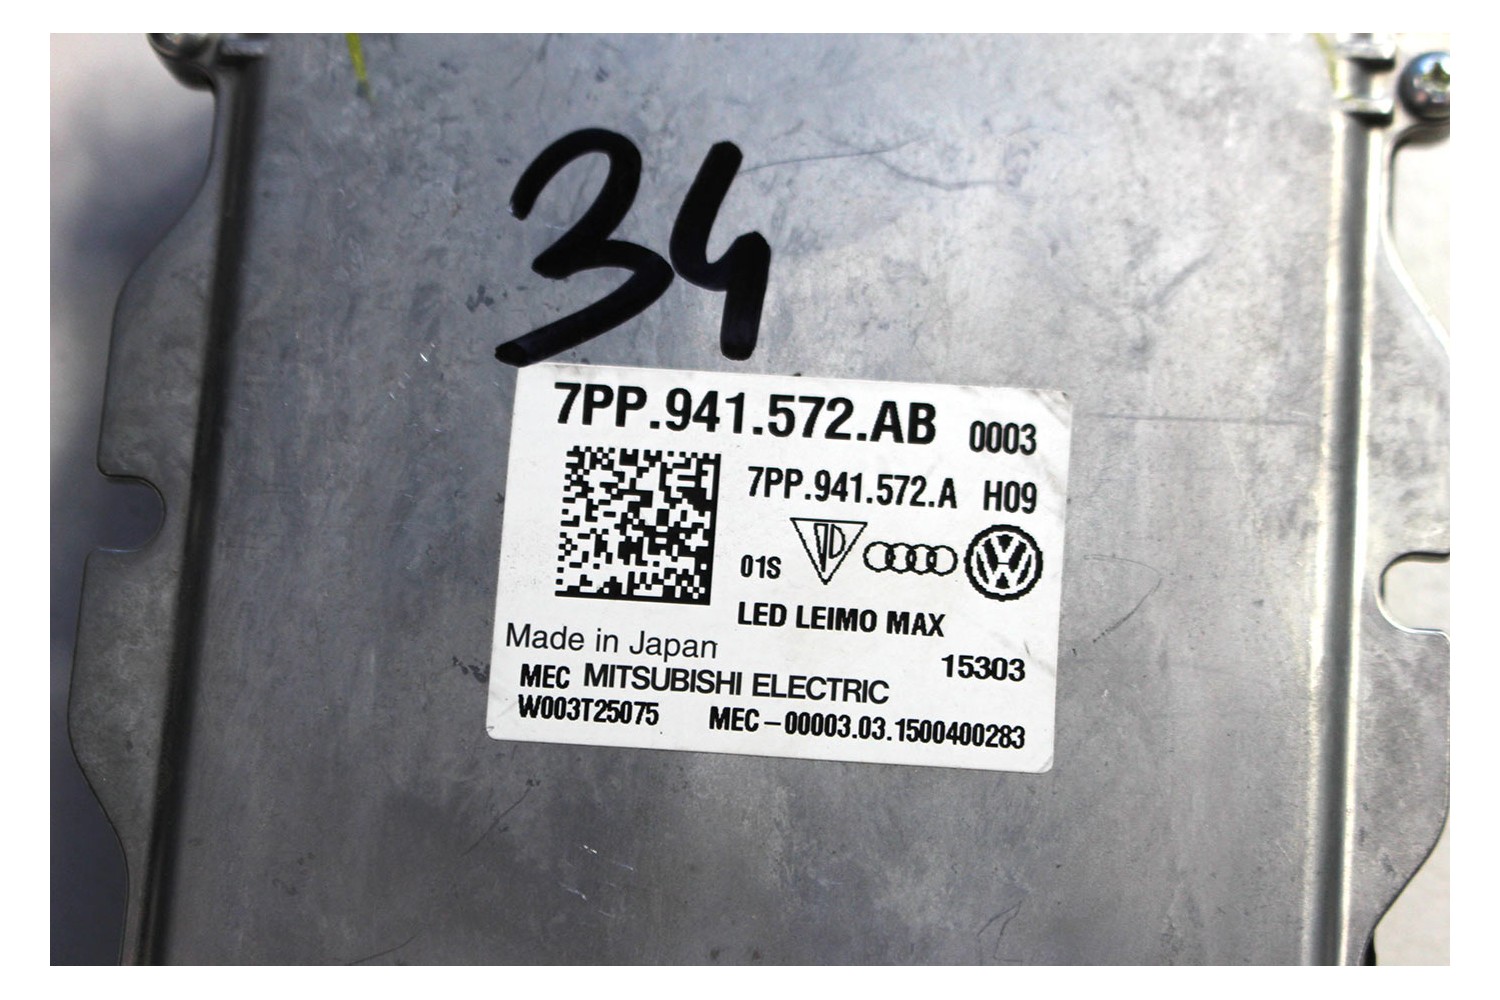 34
7PP.941.572.AB 0003
7PP.941.572.A H09
01S
LED LEIMO MAX
Made in Japan
15303
MEC MITSUBISHI ELECTRIC
W003T25075 MEC-00003.03.1500400283